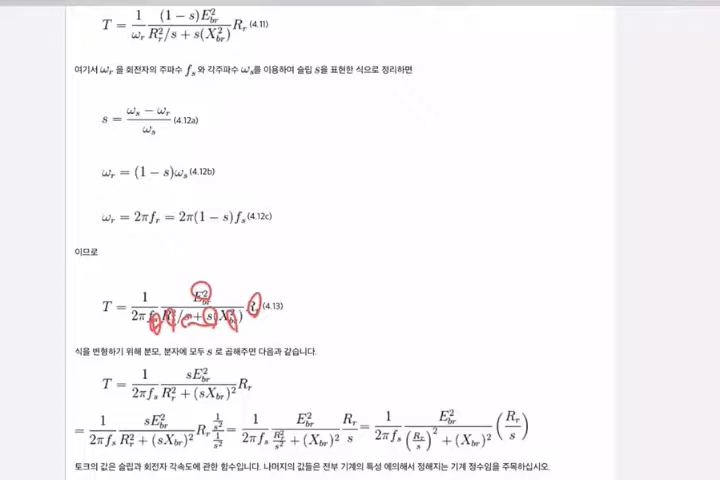 T = \frac{1}{\omega_r} \frac{(1-s)E_{br}^2}{R_r^2/s + s(X_{br}^2)} R_r (4.11)
여기서 \omega_r 을 회전자의 주파수 f_s 와 각주파수 \omega_s를 이용하여 슬립 s을 표현한 식으로 정리하면
s = \frac{\omega_s - \omega_r}{\omega_s} (4.12a)
\omega_r = (1-s)\omega_s (4.12b)
\omega_r = 2\pi f_r = 2\pi(1-s)f_s (4.12c)
이므로
T = \frac{1}{2\pi f_s} \frac{E_{br}^2}{R_r^2/s + s(X_{br}^2)} R_r (4.13)
식을 변형하기 위해 분모, 분자에 모두 s 로 곱해주면 다음과 같습니다.
T = \frac{1}{2\pi f_s} \frac{sE_{br}^2}{R_r^2 + (sX_{br})^2} R_r
= \frac{1}{2\pi f_s} \frac{sE_{br}^2}{R_r^2 + (sX_{br})^2} R_r \frac{\frac{1}{s^2}}{\frac{1}{s^2}} = \frac{1}{2\pi f_s} \frac{E_{br}^2}{\frac{R_r^2}{s^2} + (X_{br})^2} \frac{R_r}{s} = \frac{1}{2\pi f_s} \frac{E_{br}^2}{\left(\frac{R_r}{s}\right)^2 + (X_{br})^2} \left(\frac{R_r}{s}\right)
토크의 값은 슬립과 회전자 각속도에 관한 함수입니다. 나머지의 값들은 전부 기계의 특성 에의해서 정해지는 기계 정수임을 주목하십시오.